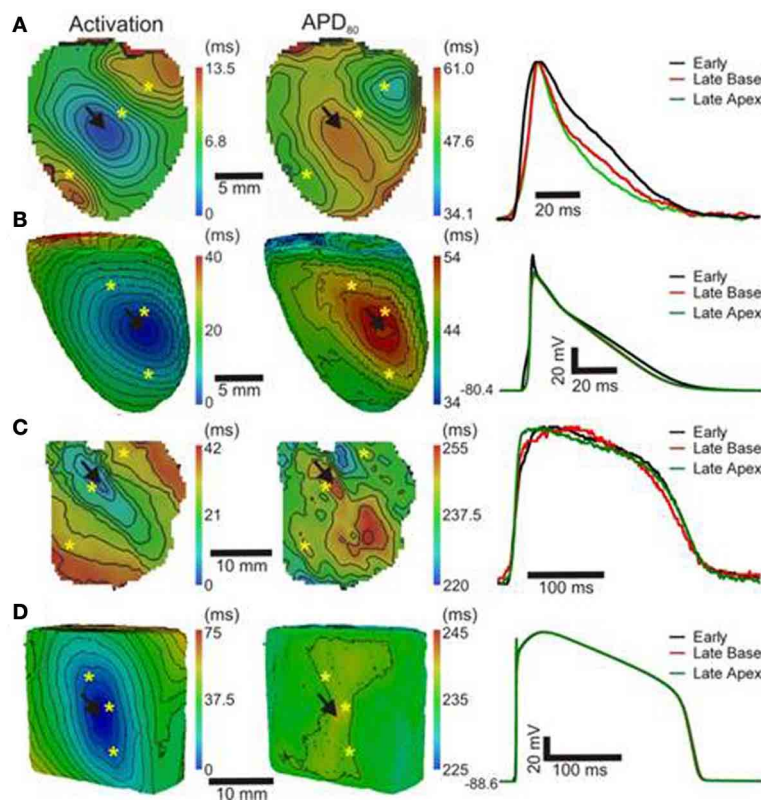 Activation APD80
A
(ms) (ms)
13.5 61.0
6.8 47.6
0 34.1
5 mm
Early
Late Base
Late Apex
20 ms
B
(ms) (ms)
40 54
20 44
0 34
5 mm
-80.4
20 mV
20 ms
Early
Late Base
Late Apex
C
(ms) (ms)
42 255
21 237.5
0 220
10 mm
Early
Late Base
Late Apex
100 ms
D
(ms) (ms)
75 245
37.5 235
0 225
10 mm
-88.6
20 mV
100 ms
Early
Late Base
Late Apex